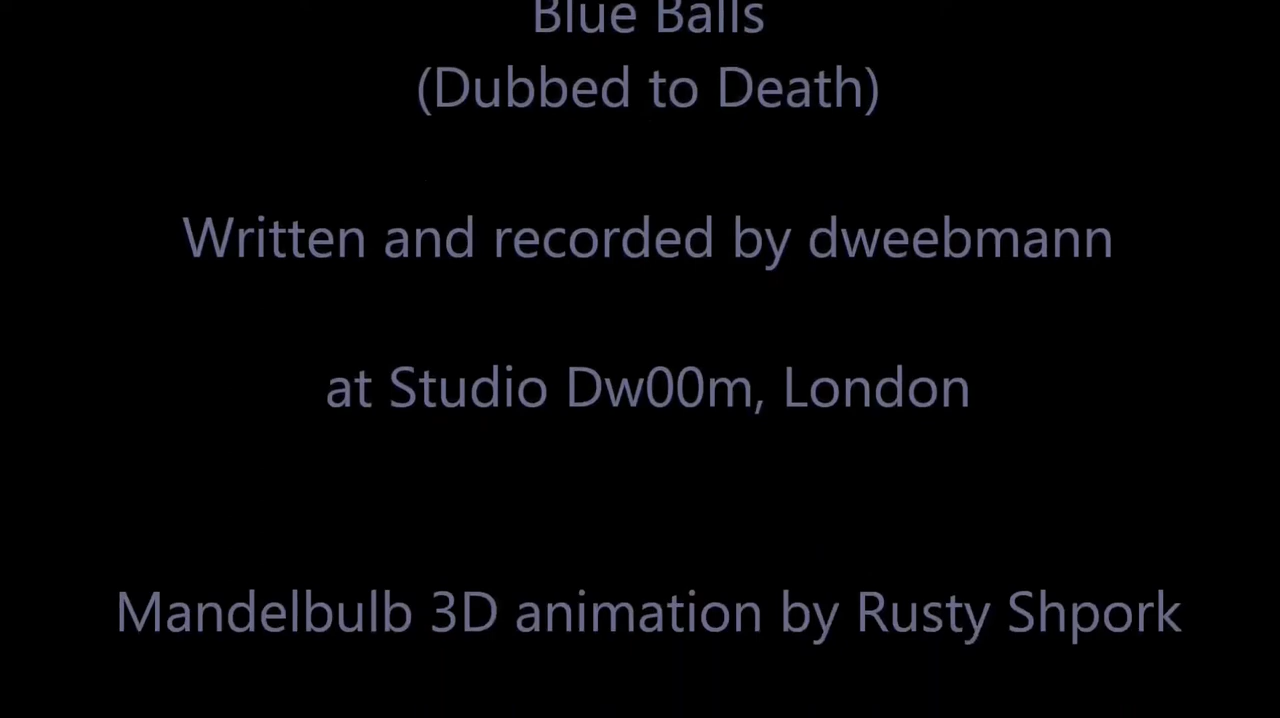 Blue Balls
(Dubbed to Death)
Written and recorded by dweebmann
at Studio Dw00m, London
Mandelbulb 3D animation by Rusty Shpork